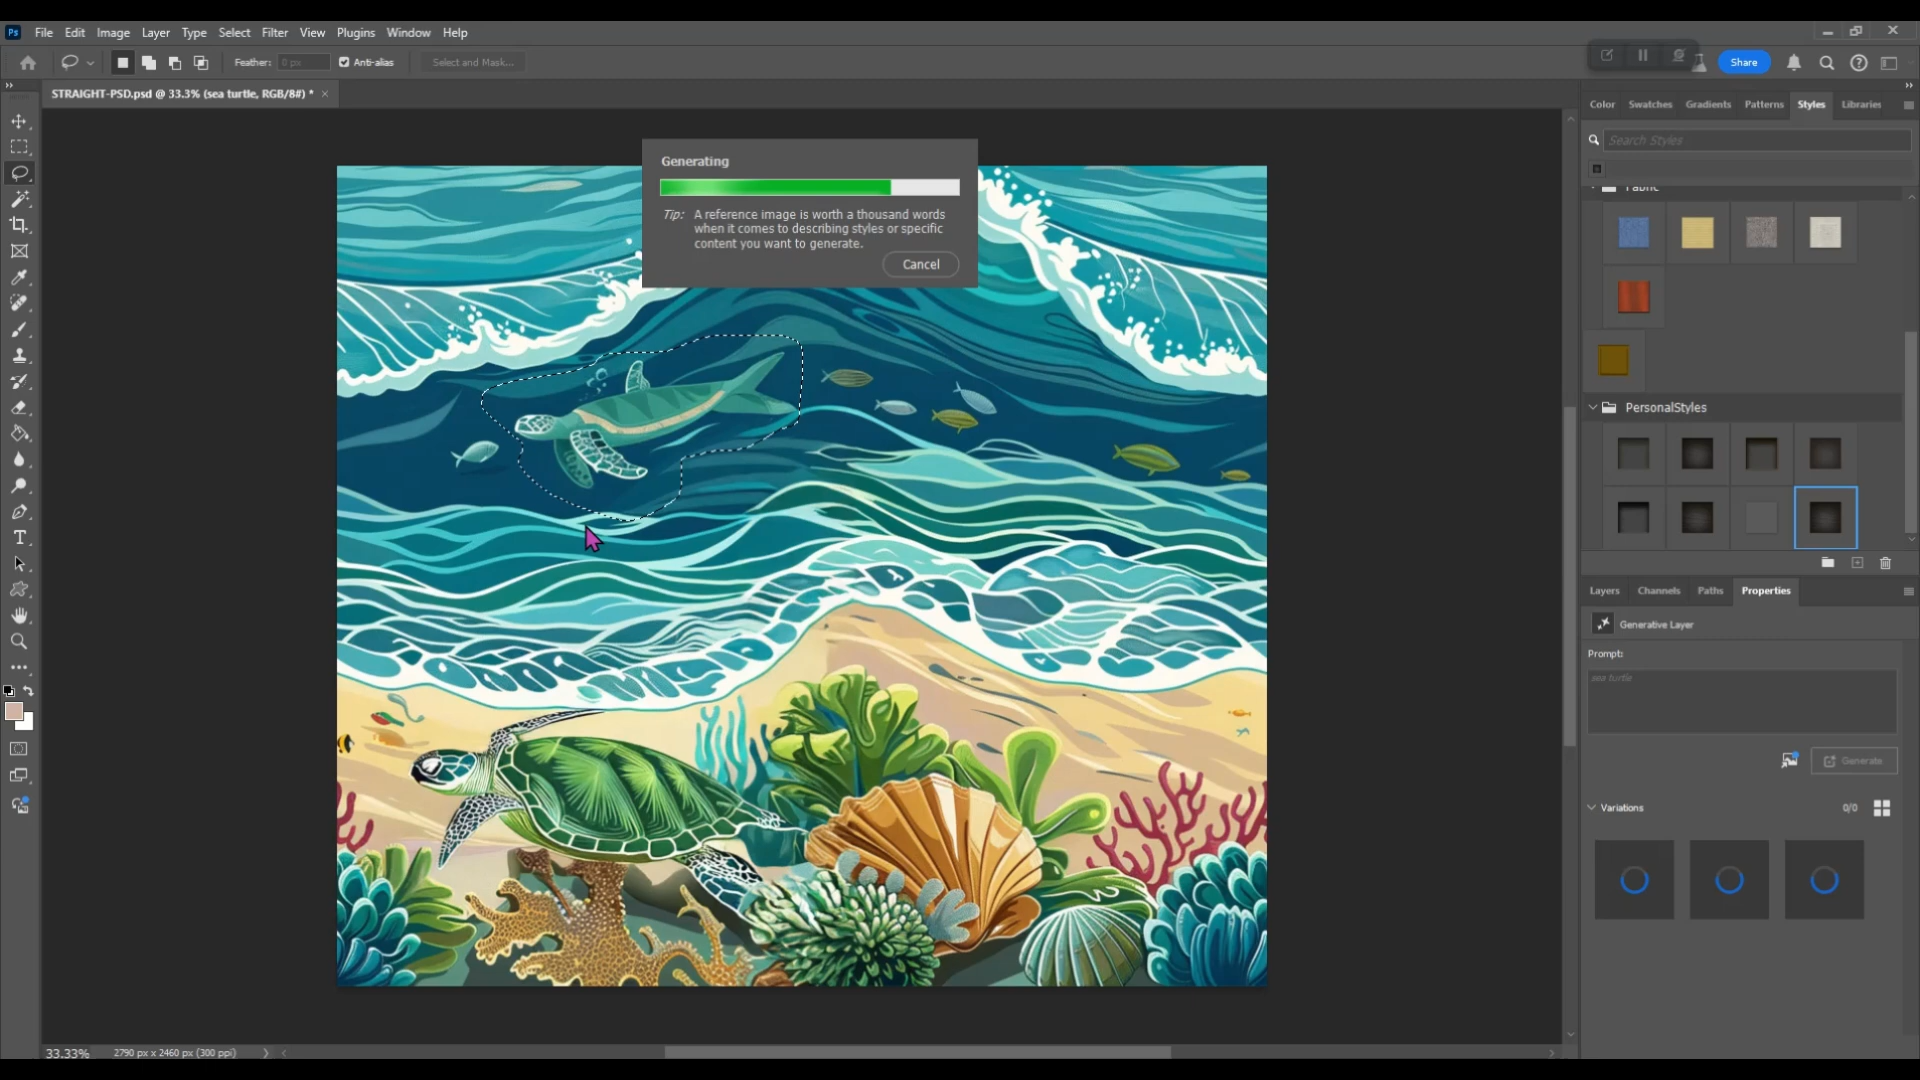 Ps File Edit Image Layer Type Select Filter View Plugins Window Help
Feather: 0 px Anti-alias Select and Mask... Share
STRAIGHT-PSD.psd @ 33.3% (sea turtle, RGB/8#) * ×
Color Swatches Gradients Patterns Styles Libraries
Search Styles
Generating
Fabric
Tip: A reference image is worth a thousand words
when it comes to describing styles or specific
content you want to generate.
Cancel
PersonalStyles
Layers Channels Paths Properties
Generative Layer
Prompt:
sea turtle
Generate
Variations 0/0
33.33% 2790 px x 2460 px (300 ppi)